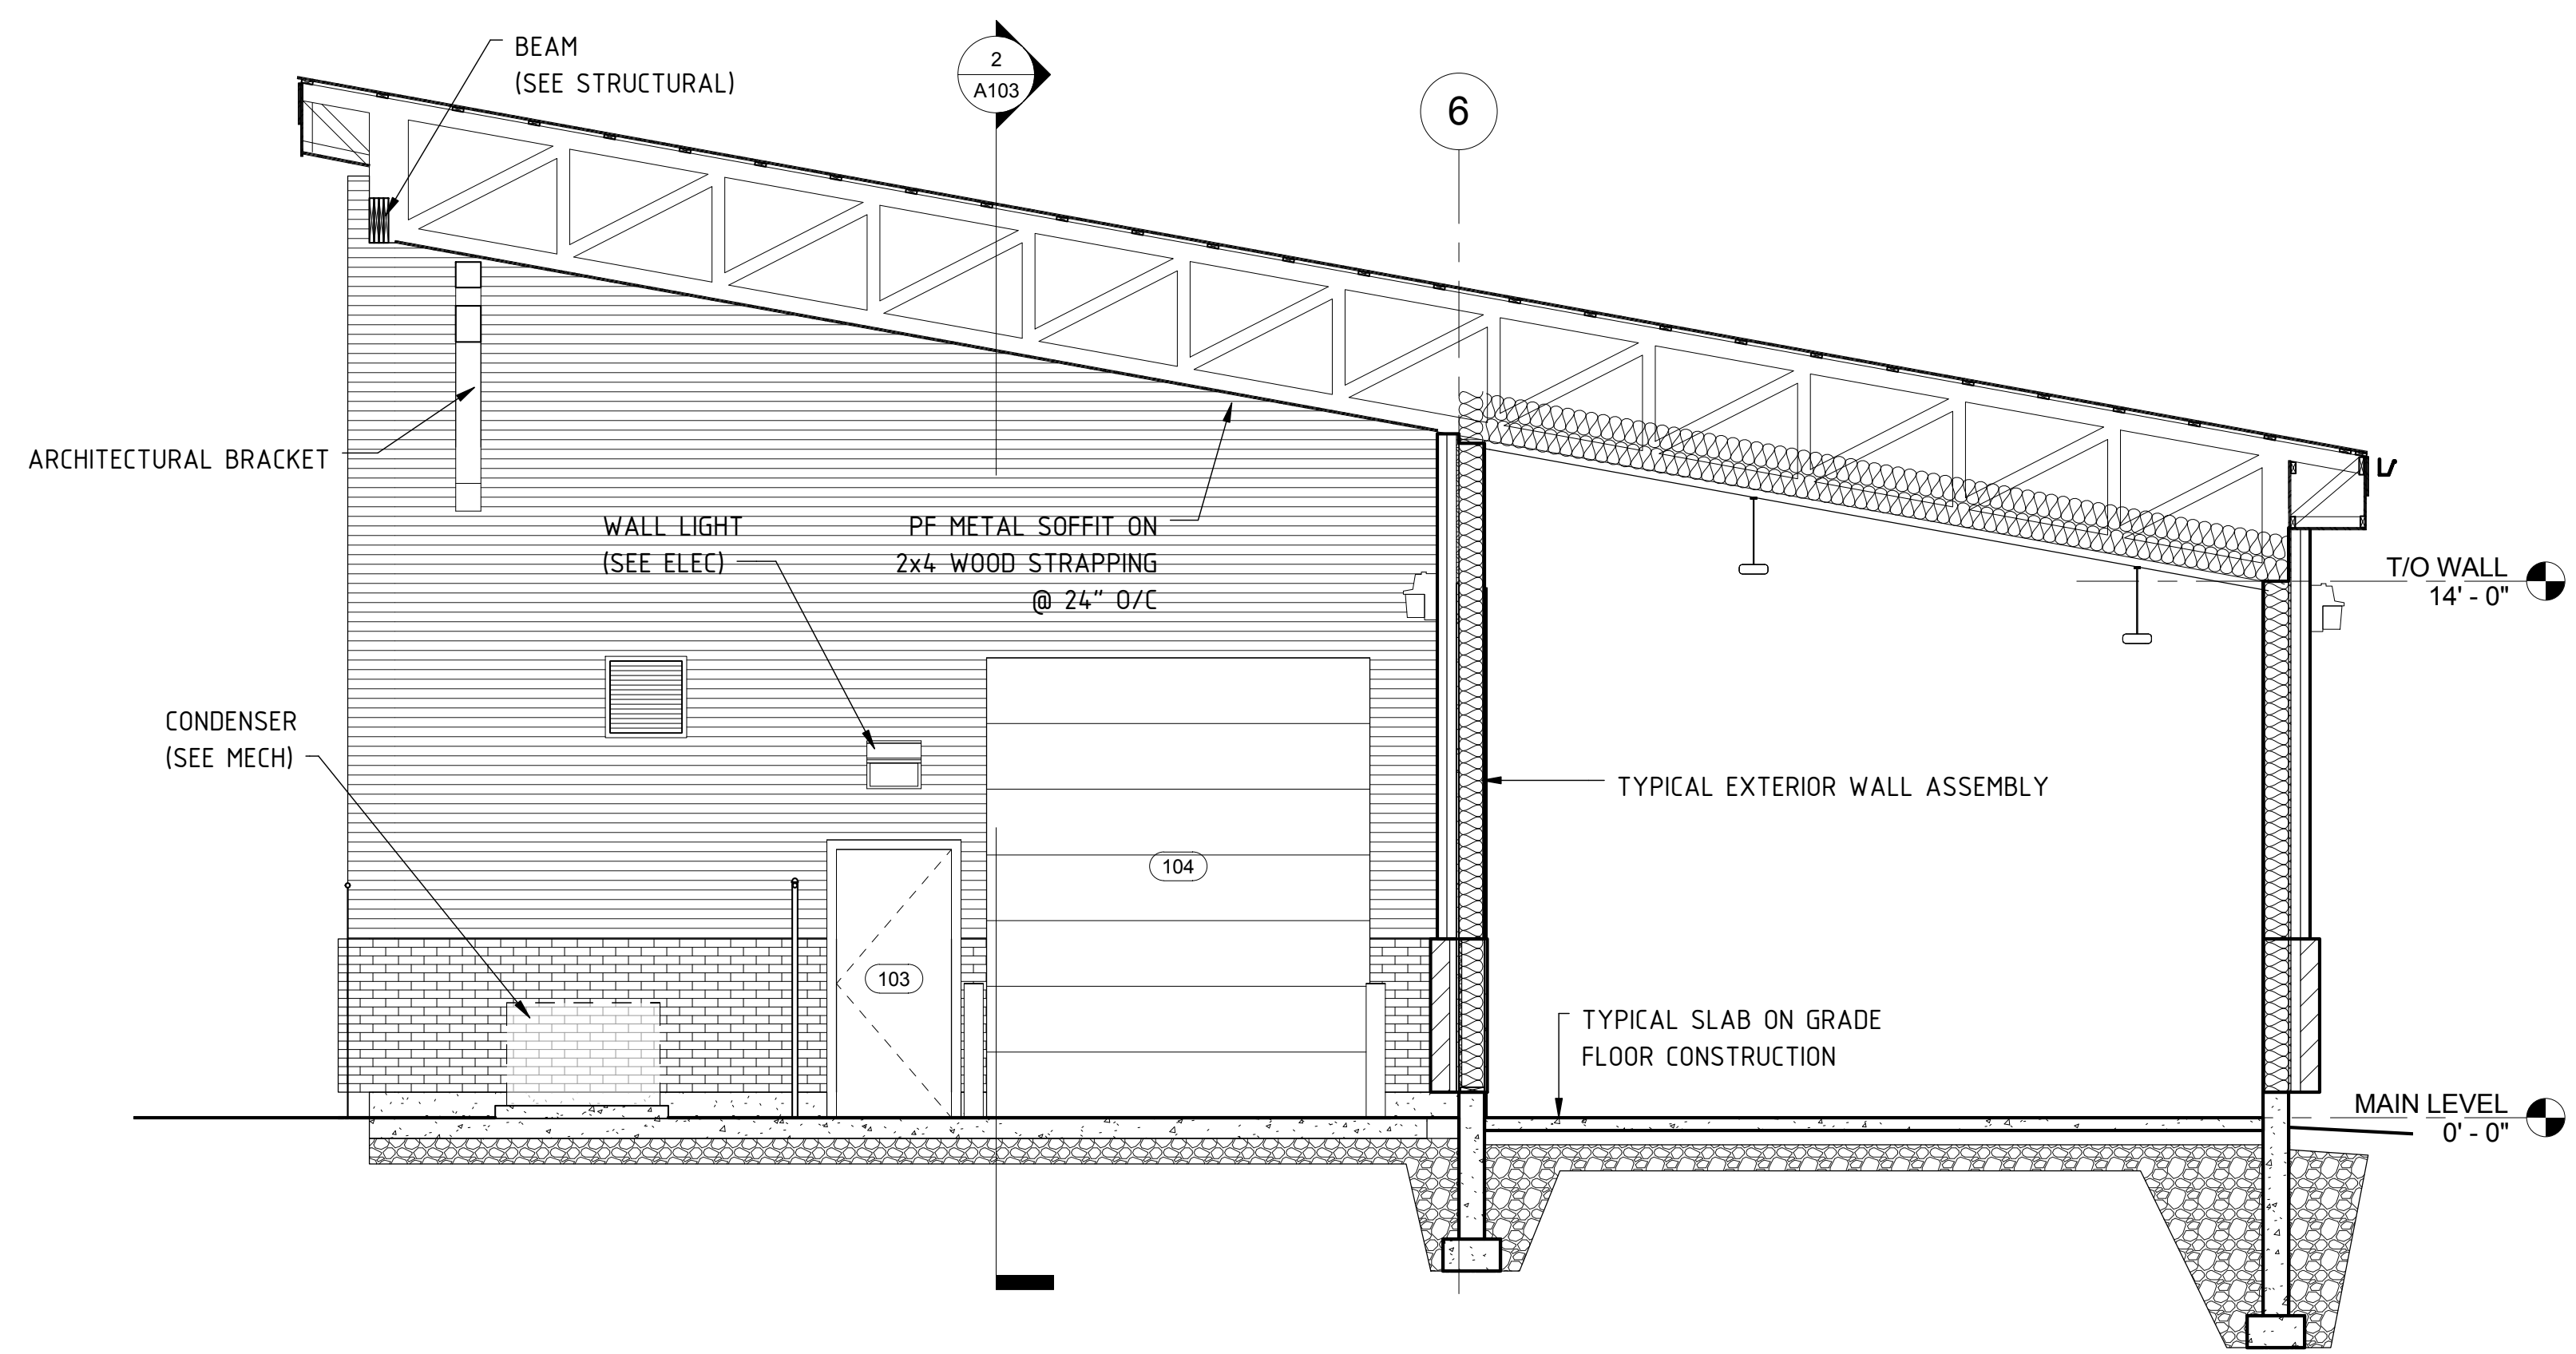 BEAM
(SEE STRUCTURAL)
2
A103
6
ARCHITECTURAL BRACKET
WALL LIGHT
(SEE ELEC)
PF METAL SOFFIT ON
2x4 WOOD STRAPPING
@ 24" O/C
T/O WALL
14' - 0"
CONDENSER
(SEE MECH)
TYPICAL EXTERIOR WALL ASSEMBLY
104
103
TYPICAL SLAB ON GRADE
FLOOR CONSTRUCTION
MAIN LEVEL
0' - 0"